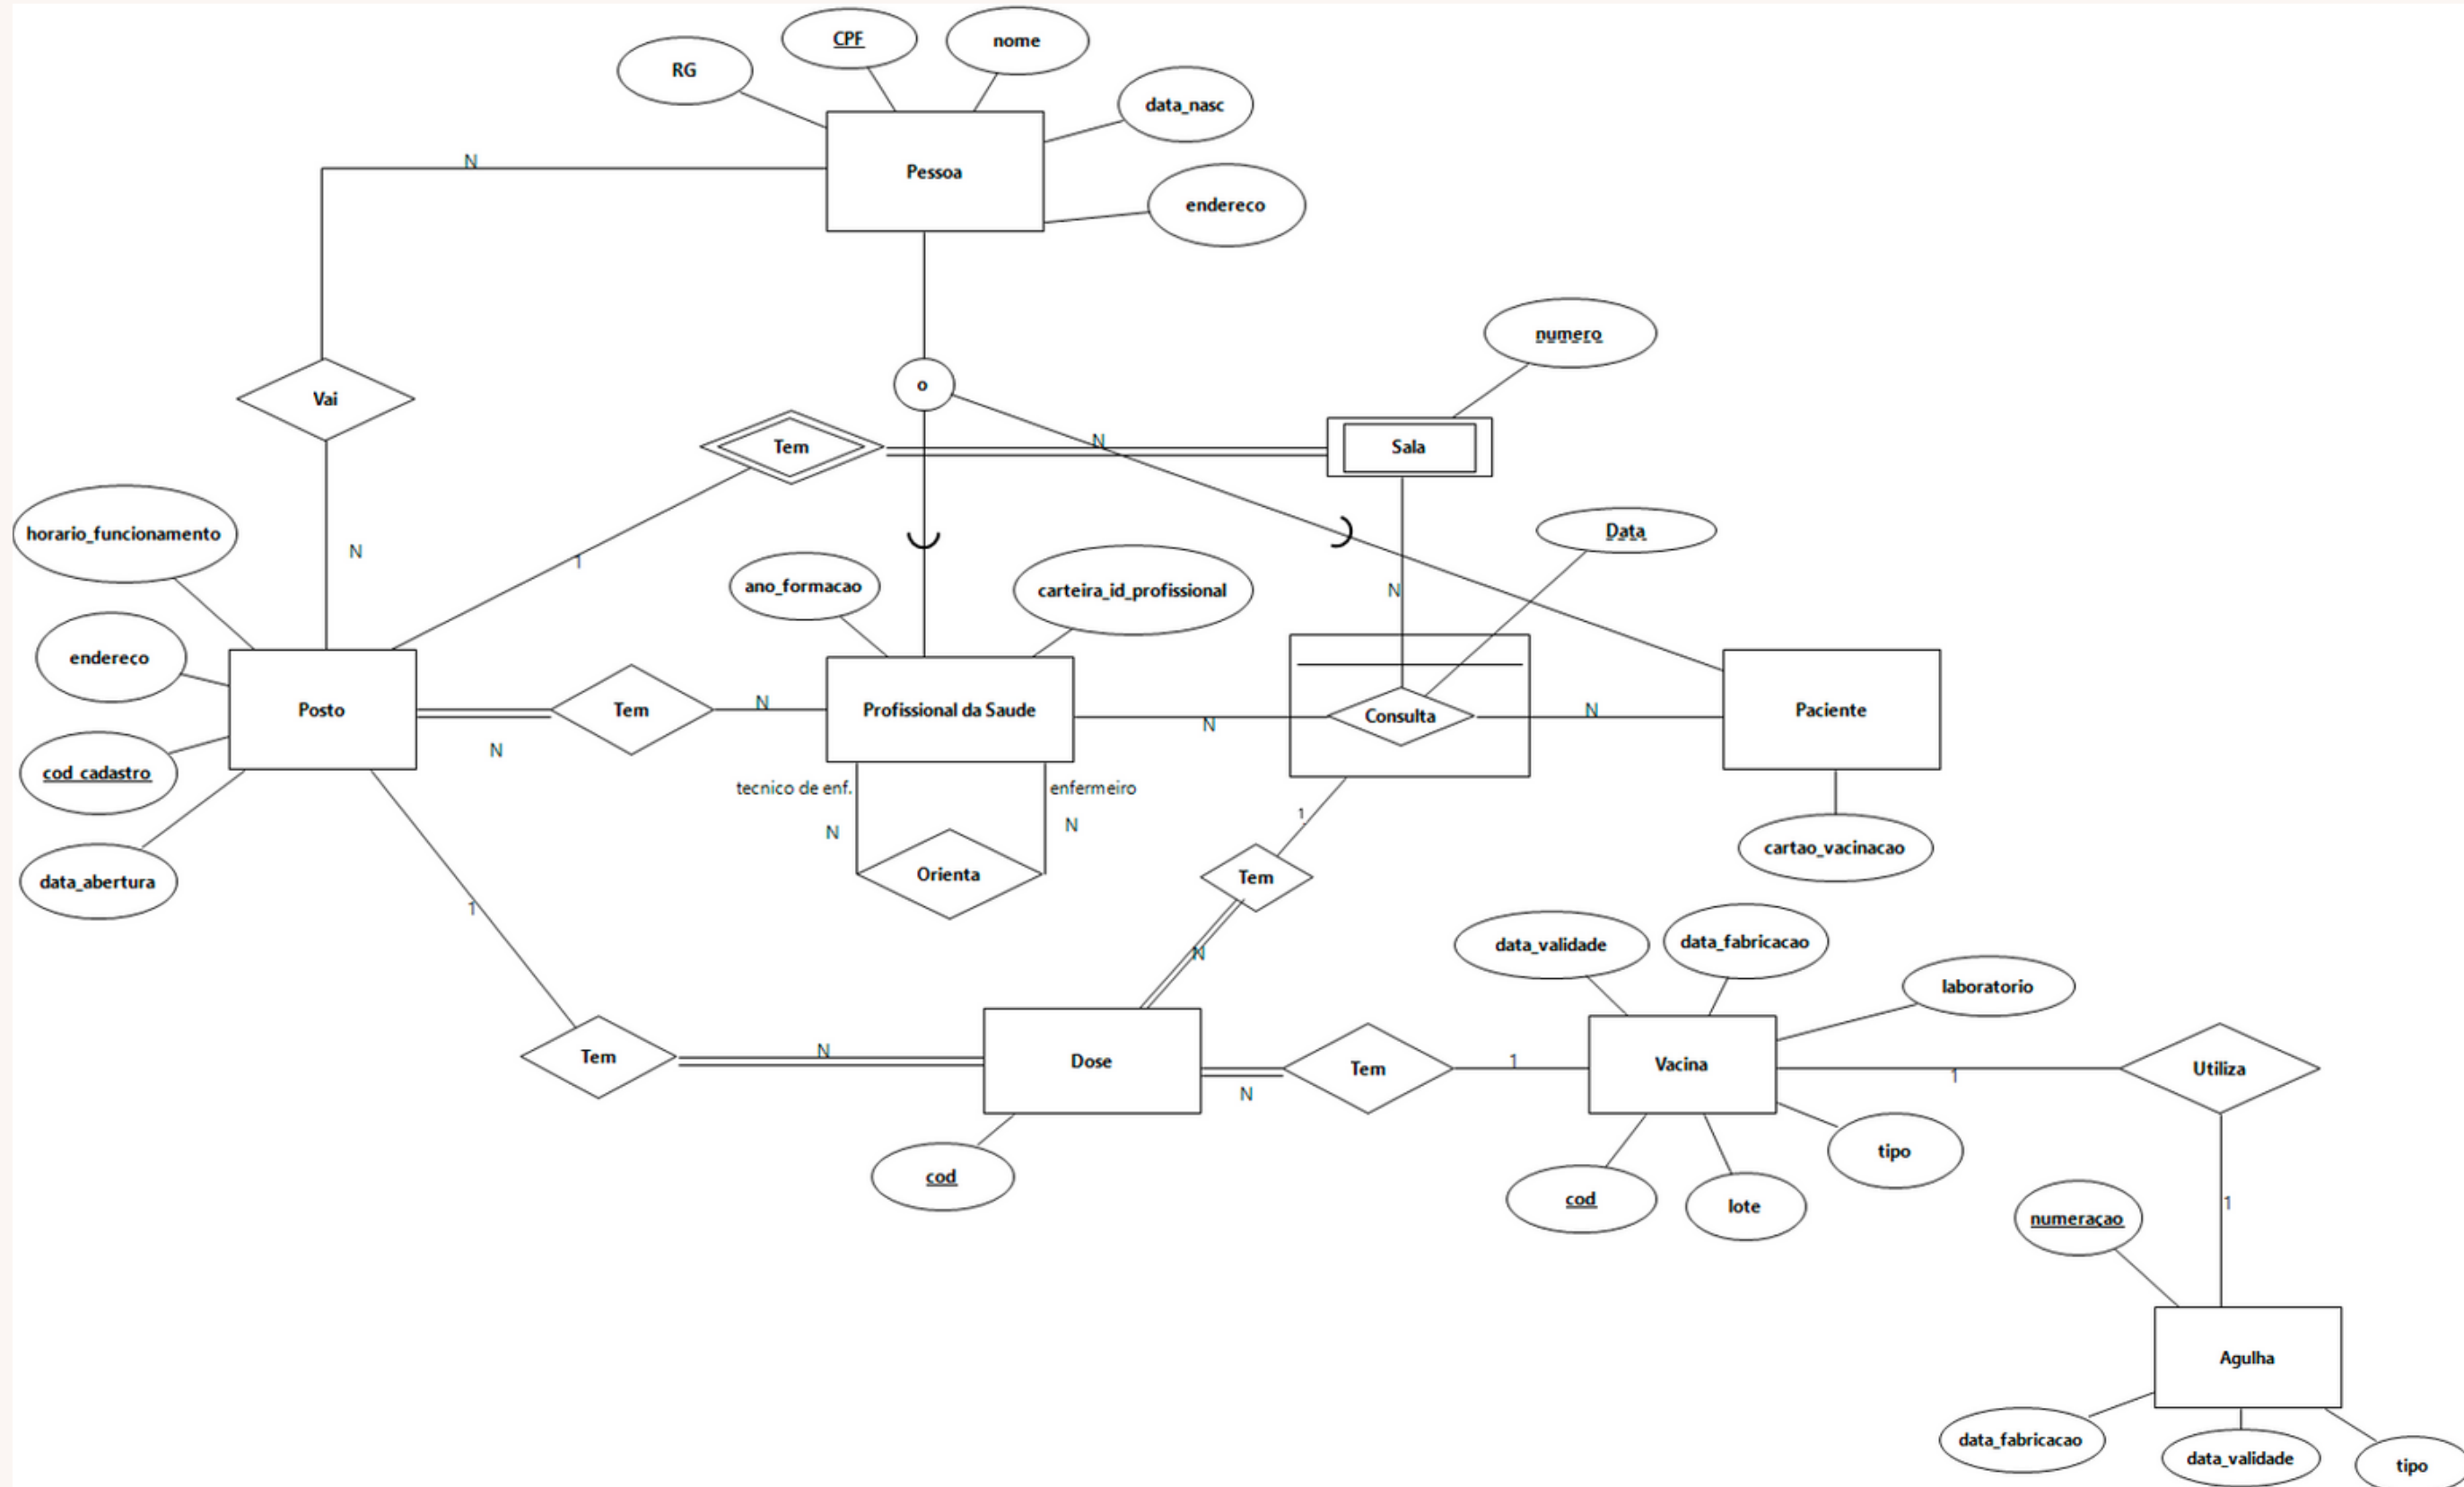 CPF
nome
RG
data_nasc
N
Pessoa
endereco
numero
o
Vai
Tem
N
Sala
horario_funcionamento
N
1
Data
ano_formacao
carteira_id_profissional
N
endereco
Posto
Tem
N
Profissional da Saude
N
Consulta
N
Paciente
N
cod_cadastro
tecnico de enf.
enfermeiro
N
N
1
cartao_vacinacao
data_abertura
Orienta
Tem
1
data_validade
data_fabricacao
N
laboratorio
Tem
N
Dose
N
Tem
1
Vacina
1
Utiliza
cod
tipo
cod
lote
1
numeraçao
Agulha
data_fabricacao
data_validade
tipo